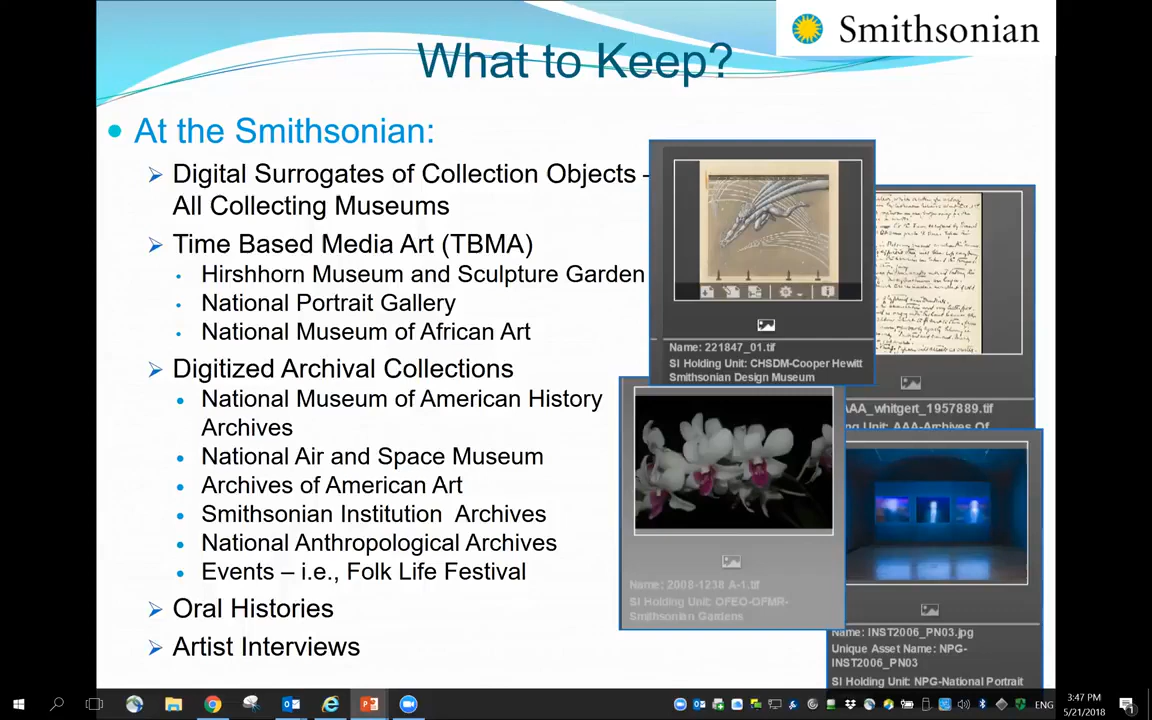 Smithsonian
What to Keep?
At the Smithsonian:
Digital Surrogates of Collection Objects –
All Collecting Museums
Time Based Media Art (TBMA)
Hirshhorn Museum and Sculpture Garden
National Portrait Gallery
National Museum of African Art
Digitized Archival Collections
National Museum of American History
Archives
National Air and Space Museum
Archives of American Art
Smithsonian Institution Archives
National Anthropological Archives
Events – i.e., Folk Life Festival
Oral Histories
Artist Interviews
Name: 221847_01.tif
SI Holding Unit: CHSDM-Cooper Hewitt
Smithsonian Design Museum
AAA_whitgert_1957889.tif
Unit: AAA-Archives Of
Name: 2008-1238 A-1.tif
SI Holding Unit: OFEO-OFMR-
Smithsonian Gardens
Name: INST2006_PN03.jpg
Unique Asset Name: NPG-
INST2006_PN03
SI Holding Unit: NPG-National Portrait
ENG
3:47 PM
5/21/2018